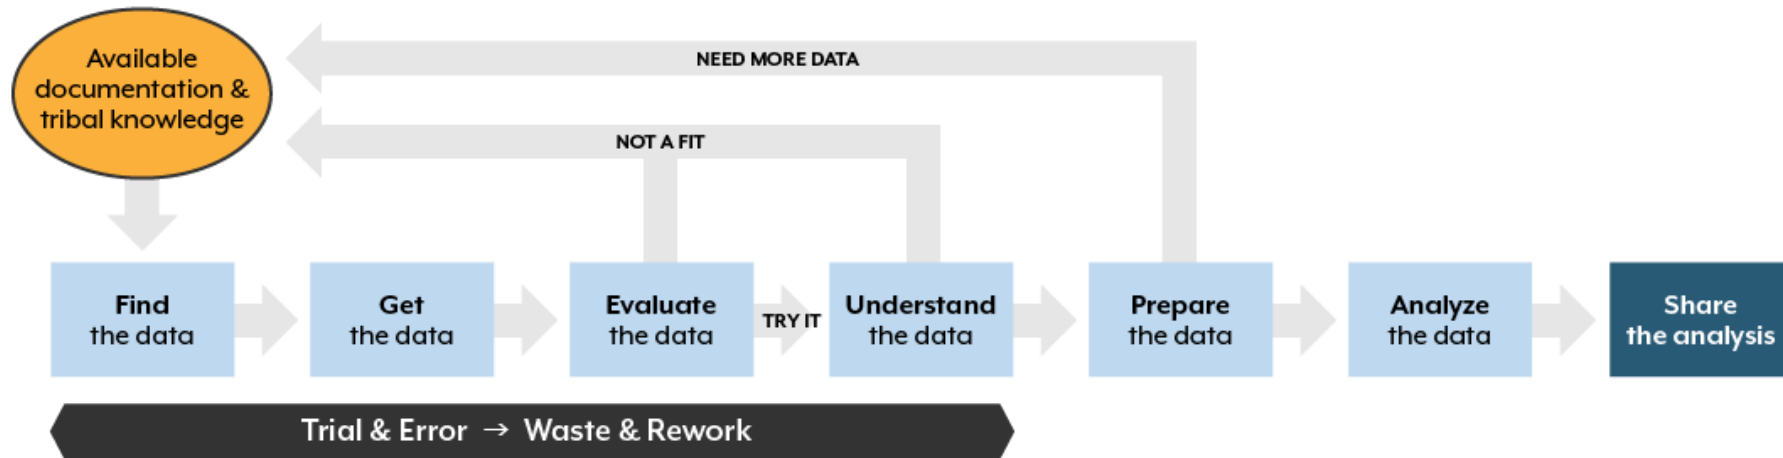 Available
documentation &
tribal knowledge
NEED MORE DATA
NOT A FIT
Find
the data
Get
the data
Evaluate
the data
TRY IT
Understand
the data
Prepare
the data
Analyze
the data
Share
the analysis
Trial & Error → Waste & Rework